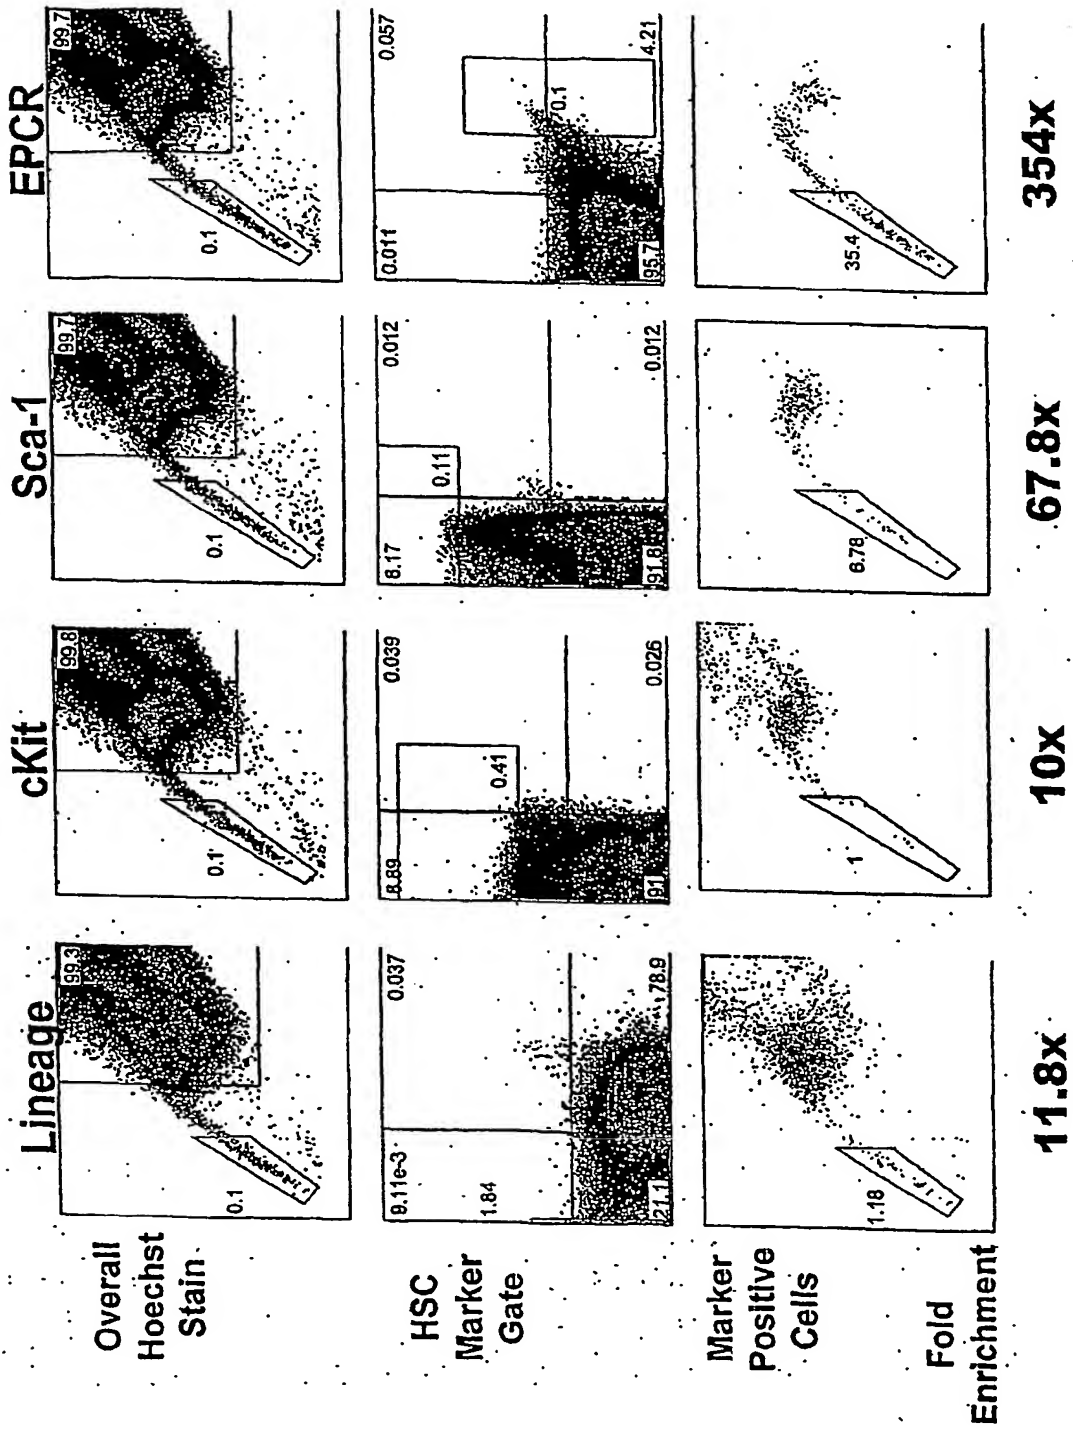 Lineage
cKit
Sca-1
EPCR
Overall
Hoechst
Stain
99.3
0.1
99.8
0.1
99.7
0.1
99.7
0.1
HSC
Marker
Gate
9.11e-3
0.037
1.84
21.1
78.9
8.89
0.039
0.41
91
0.026
8.17
0.012
0.11
91.8
0.012
0.011
0.057
0.1
95.7
4.21
Marker
Positive
Cells
1.18
1
6.78
35.4
Fold
Enrichment
11.8x
10x
67.8x
354x